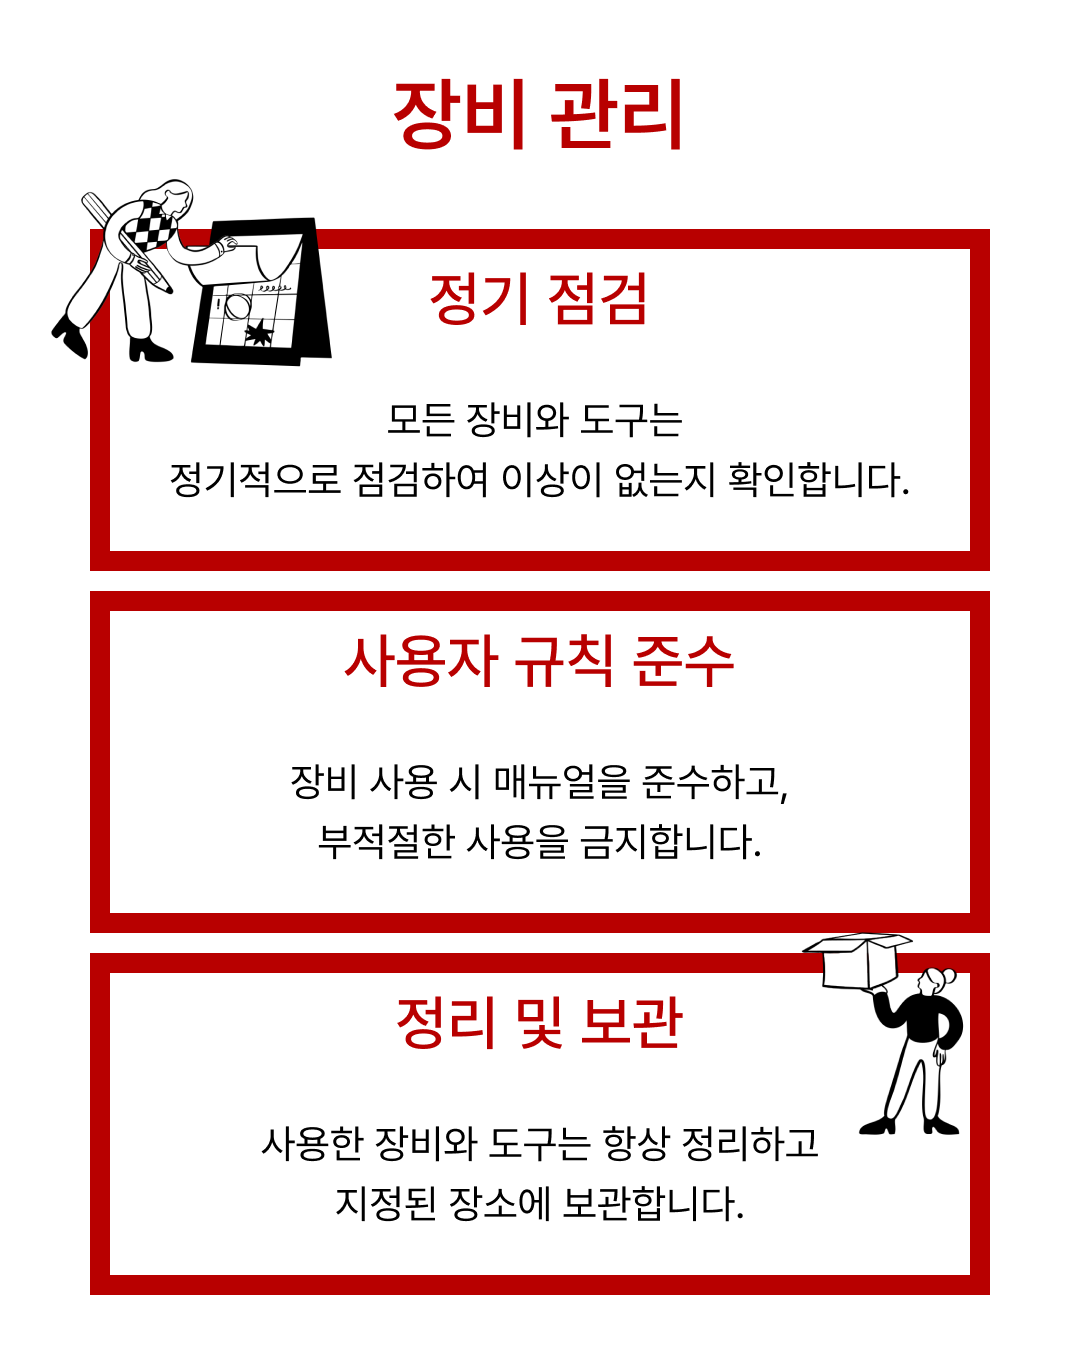 장비 관리
정기 점검
모든 장비와 도구는
정기적으로 점검하여 이상이 없는지 확인합니다.
사용자 규칙 준수
장비 사용 시 매뉴얼을 준수하고,
부적절한 사용을 금지합니다.
정리 및 보관
사용한 장비와 도구는 항상 정리하고
지정된 장소에 보관합니다.